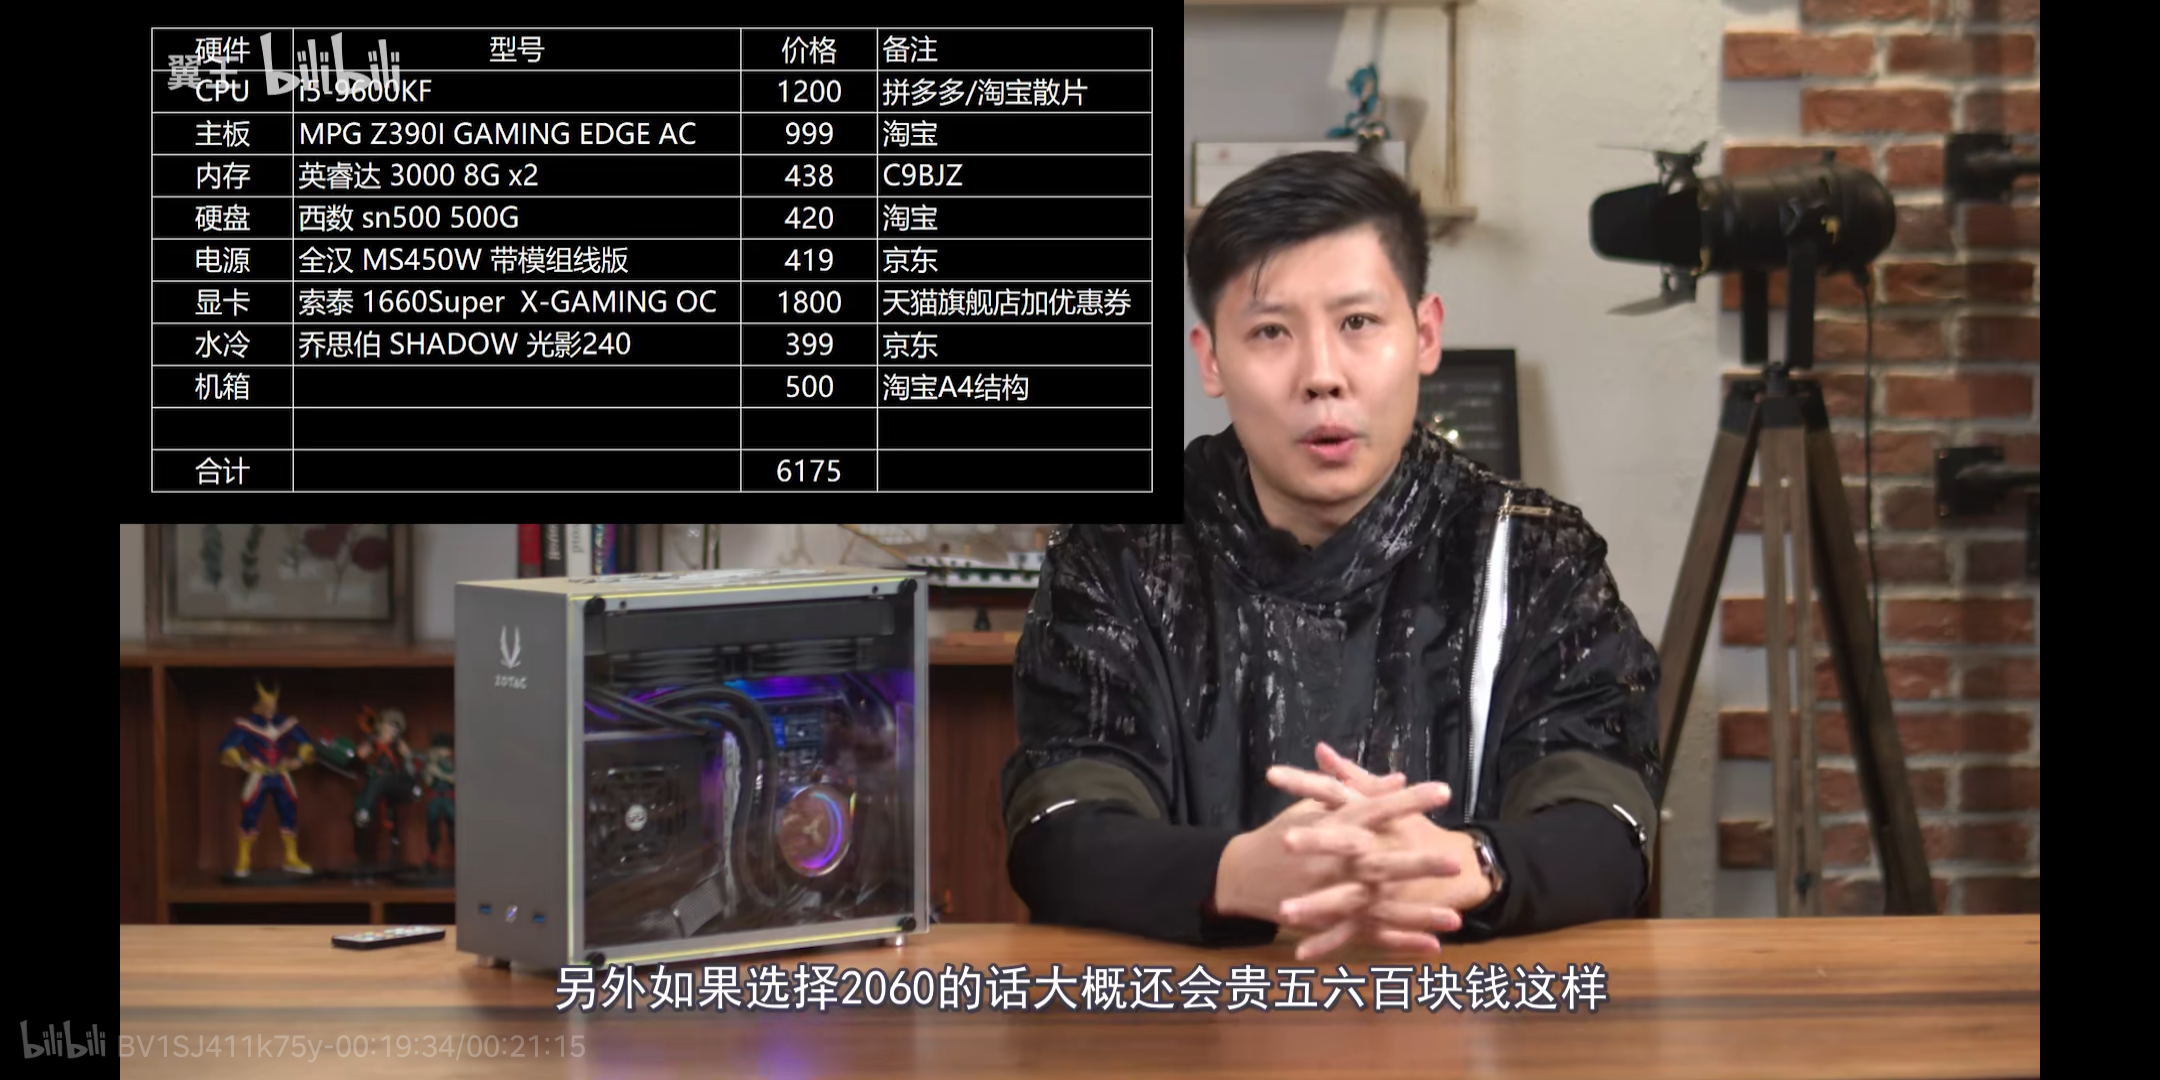 硬件 型号 价格 备注
翼王 bilibili
CPU i5-9600KF 1200 拼多多/淘宝散片
主板 MPG Z390I GAMING EDGE AC 999 淘宝
内存 英睿达 3000 8G x2 438 C9BJZ
硬盘 西数 sn500 500G 420 淘宝
电源 全汉 MS450W 带模组线版 419 京东
显卡 索泰 1660Super X-GAMING OC 1800 天猫旗舰店加优惠券
水冷 乔思伯 SHADOW 光影240 399 京东
机箱 500 淘宝A4结构
合计 6175
ZOTAC
另外如果选择2060的话大概还会贵五六百块钱这样
bilibili BV1SJ411k75y-00:19:34/00:21:15